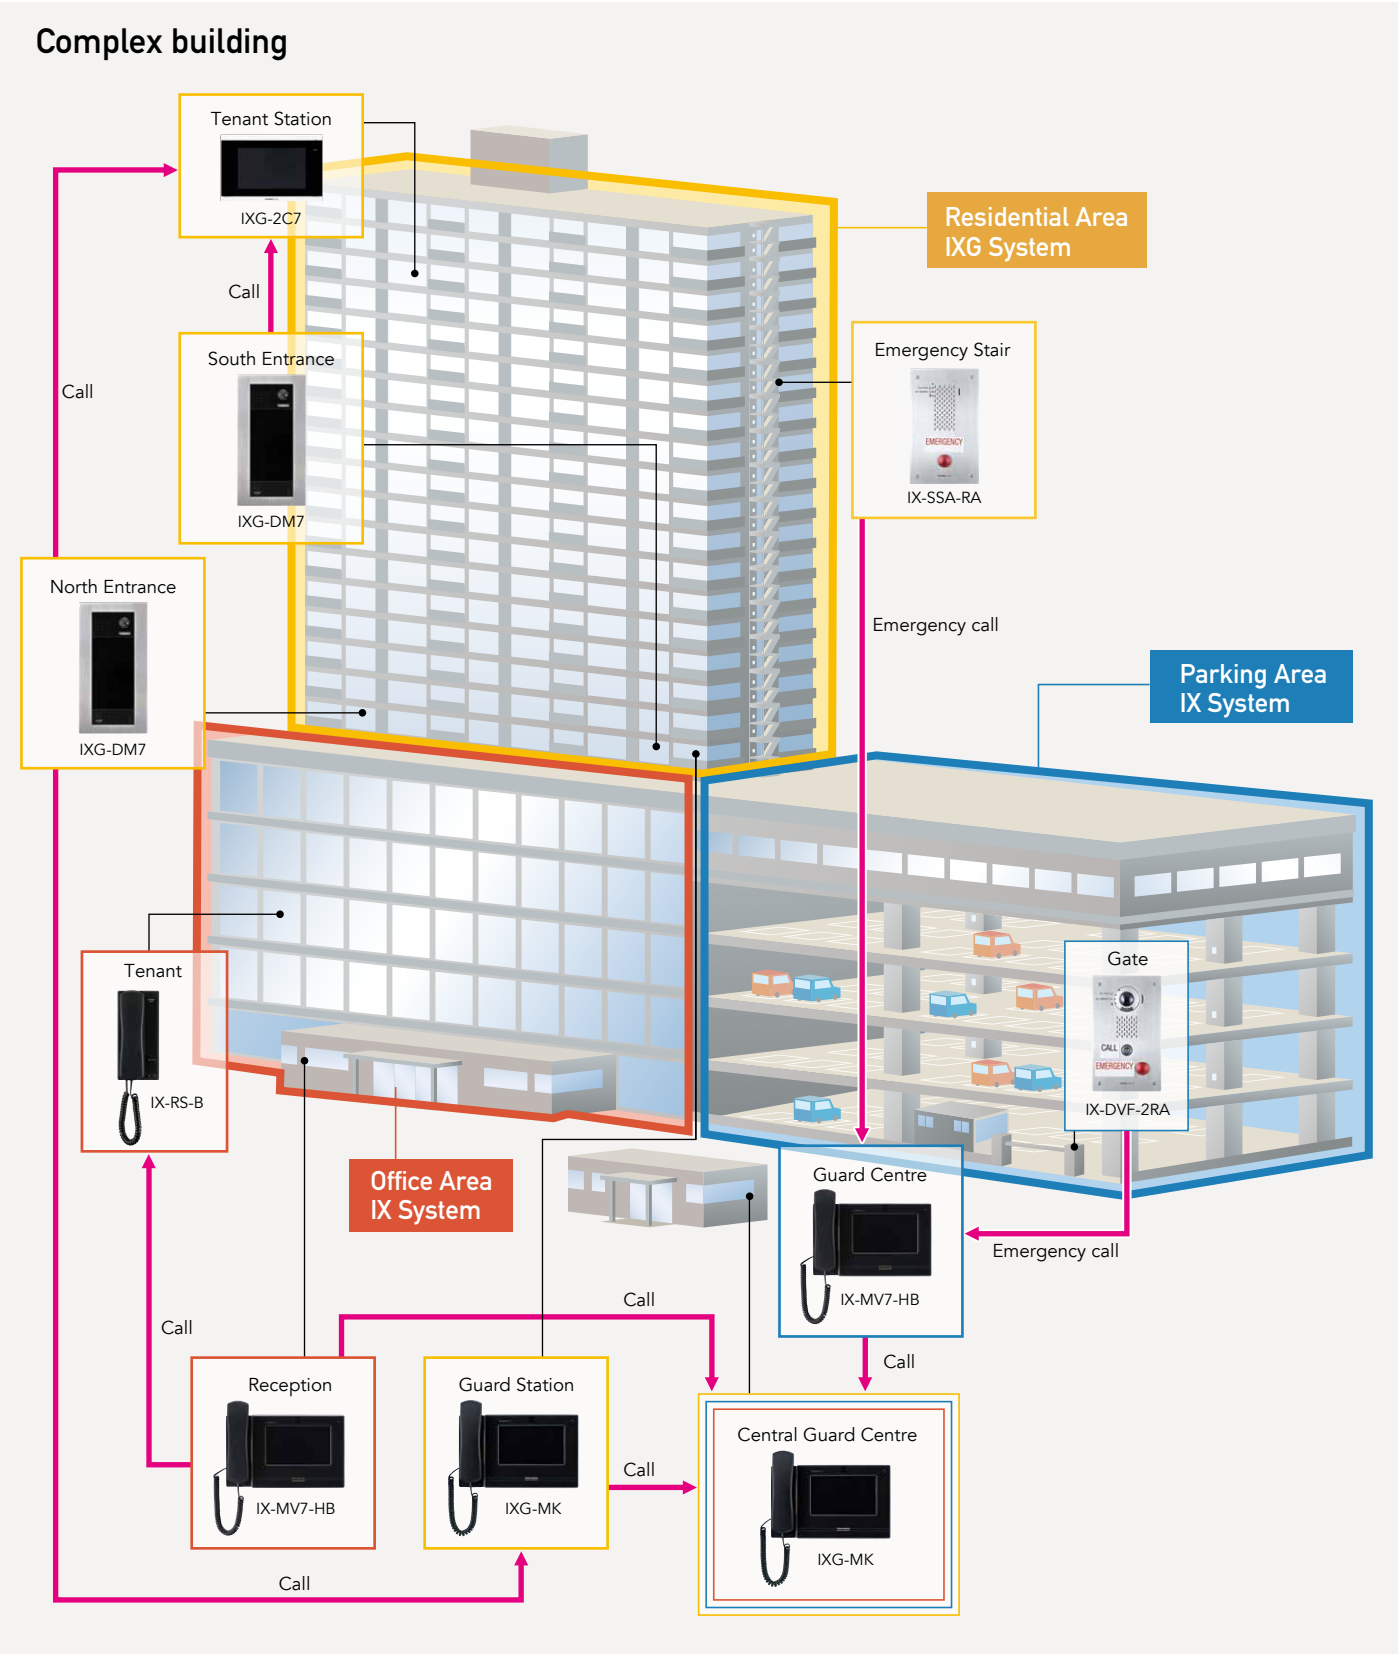 Complex building
Tenant Station
IXG-2C7
Residential Area
IXG System
Call
South Entrance
IXG-DM7
Emergency Stair
EMERGENCY
IX-SSA-RA
Call
North Entrance
IXG-DM7
Emergency call
Parking Area
IX System
Tenant
IX-RS-B
Gate
CALL
EMERGENCY
IX-DVF-2RA
Office Area
IX System
Guard Centre
IX-MV7-HB
Emergency call
Call
Call
Call
Reception
IX-MV7-HB
Guard Station
IXG-MK
Call
Central Guard Centre
IXG-MK
Call